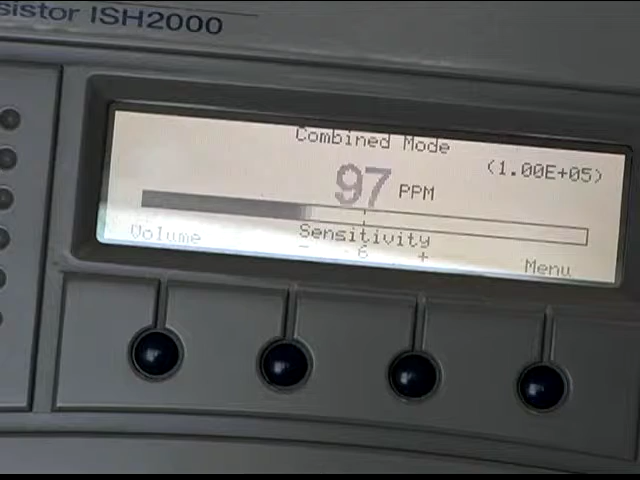 sistor ISH2000
Combined Mode
(1.00E+05)
97 PPM
Volume
Sensitivity
- 6 +
Menu